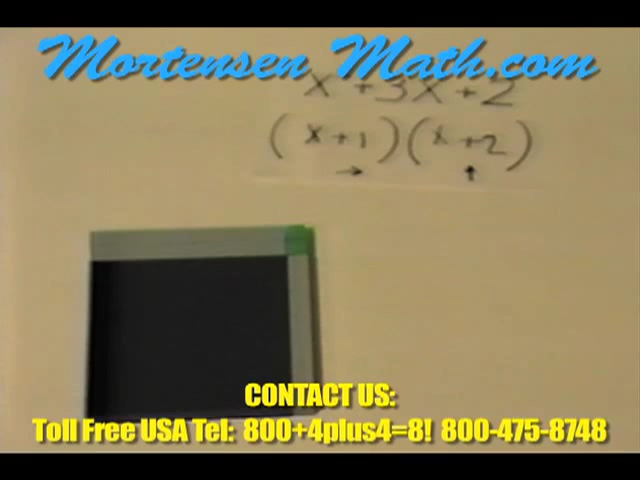 Mortensen Math.com
x + 3x + 2
(x+1)(x+2)
→ ↑
CONTACT US:
Toll Free USA Tel: 800+4plus4=8! 800-475-8748